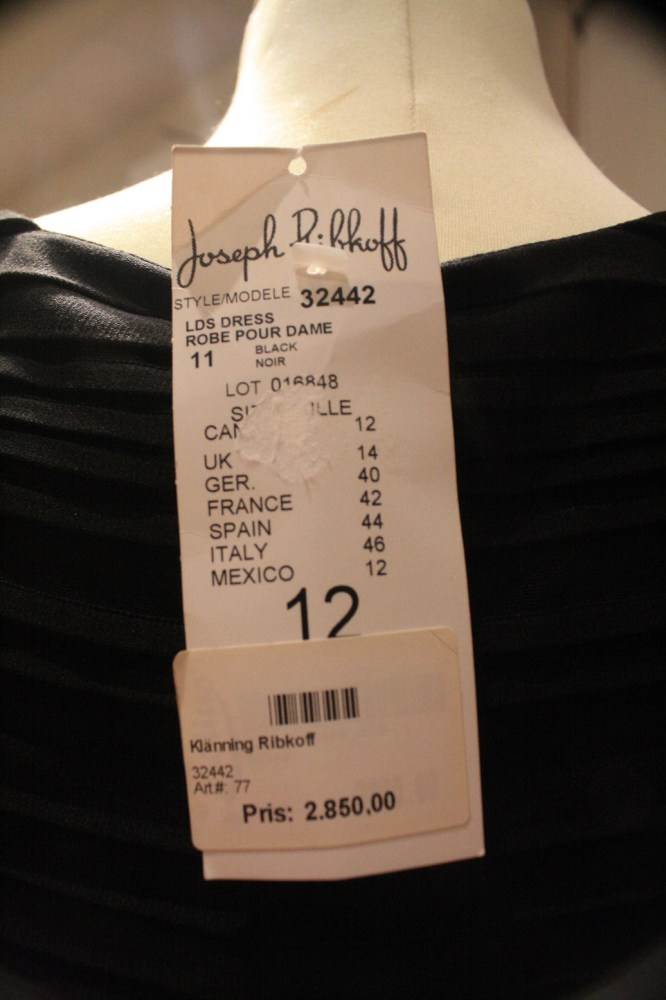 Joseph Ribkoff
STYLE/MODELE 32442
LDS DRESS
ROBE POUR DAME
11 BLACK
NOIR
LOT 016848
12
UK 14
GER. 40
FRANCE 42
SPAIN 44
ITALY 46
MEXICO 12
12
Klänning Ribkoff
32442
Art#: 77
Pris: 2.850,00